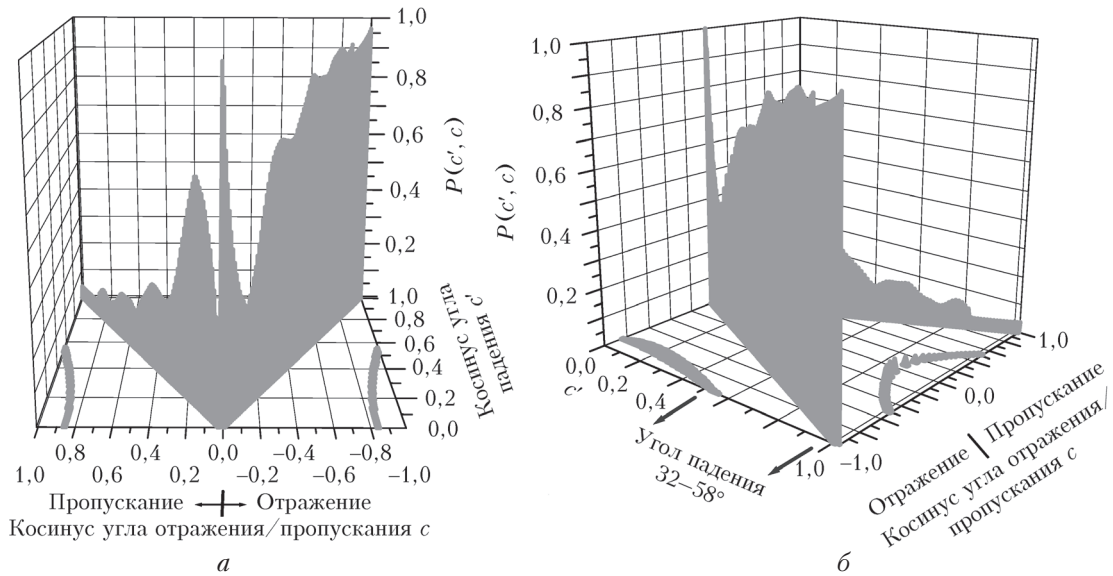 1,0
0,8
0,6
0,4
0,2
P(c', c)
1,0
0,8
0,6
0,4
0,2
0,0
Косинус угла
падения c'
0,8 0,4 0,0 −0,4 −0,8
1,0 0,6 0,2 −0,2 −0,6 −1,0
Пропускание Отражение
Косинус угла отражения/пропускания c
а
1,0
0,8
0,6
0,4
0,2
P(c', c)
0,0
c' 0,2
0,4
1,0
Угол падения
32–58°
−1,0
0,0
1,0
Отражение Пропускание
Косинус угла отражения/
пропускания c
б